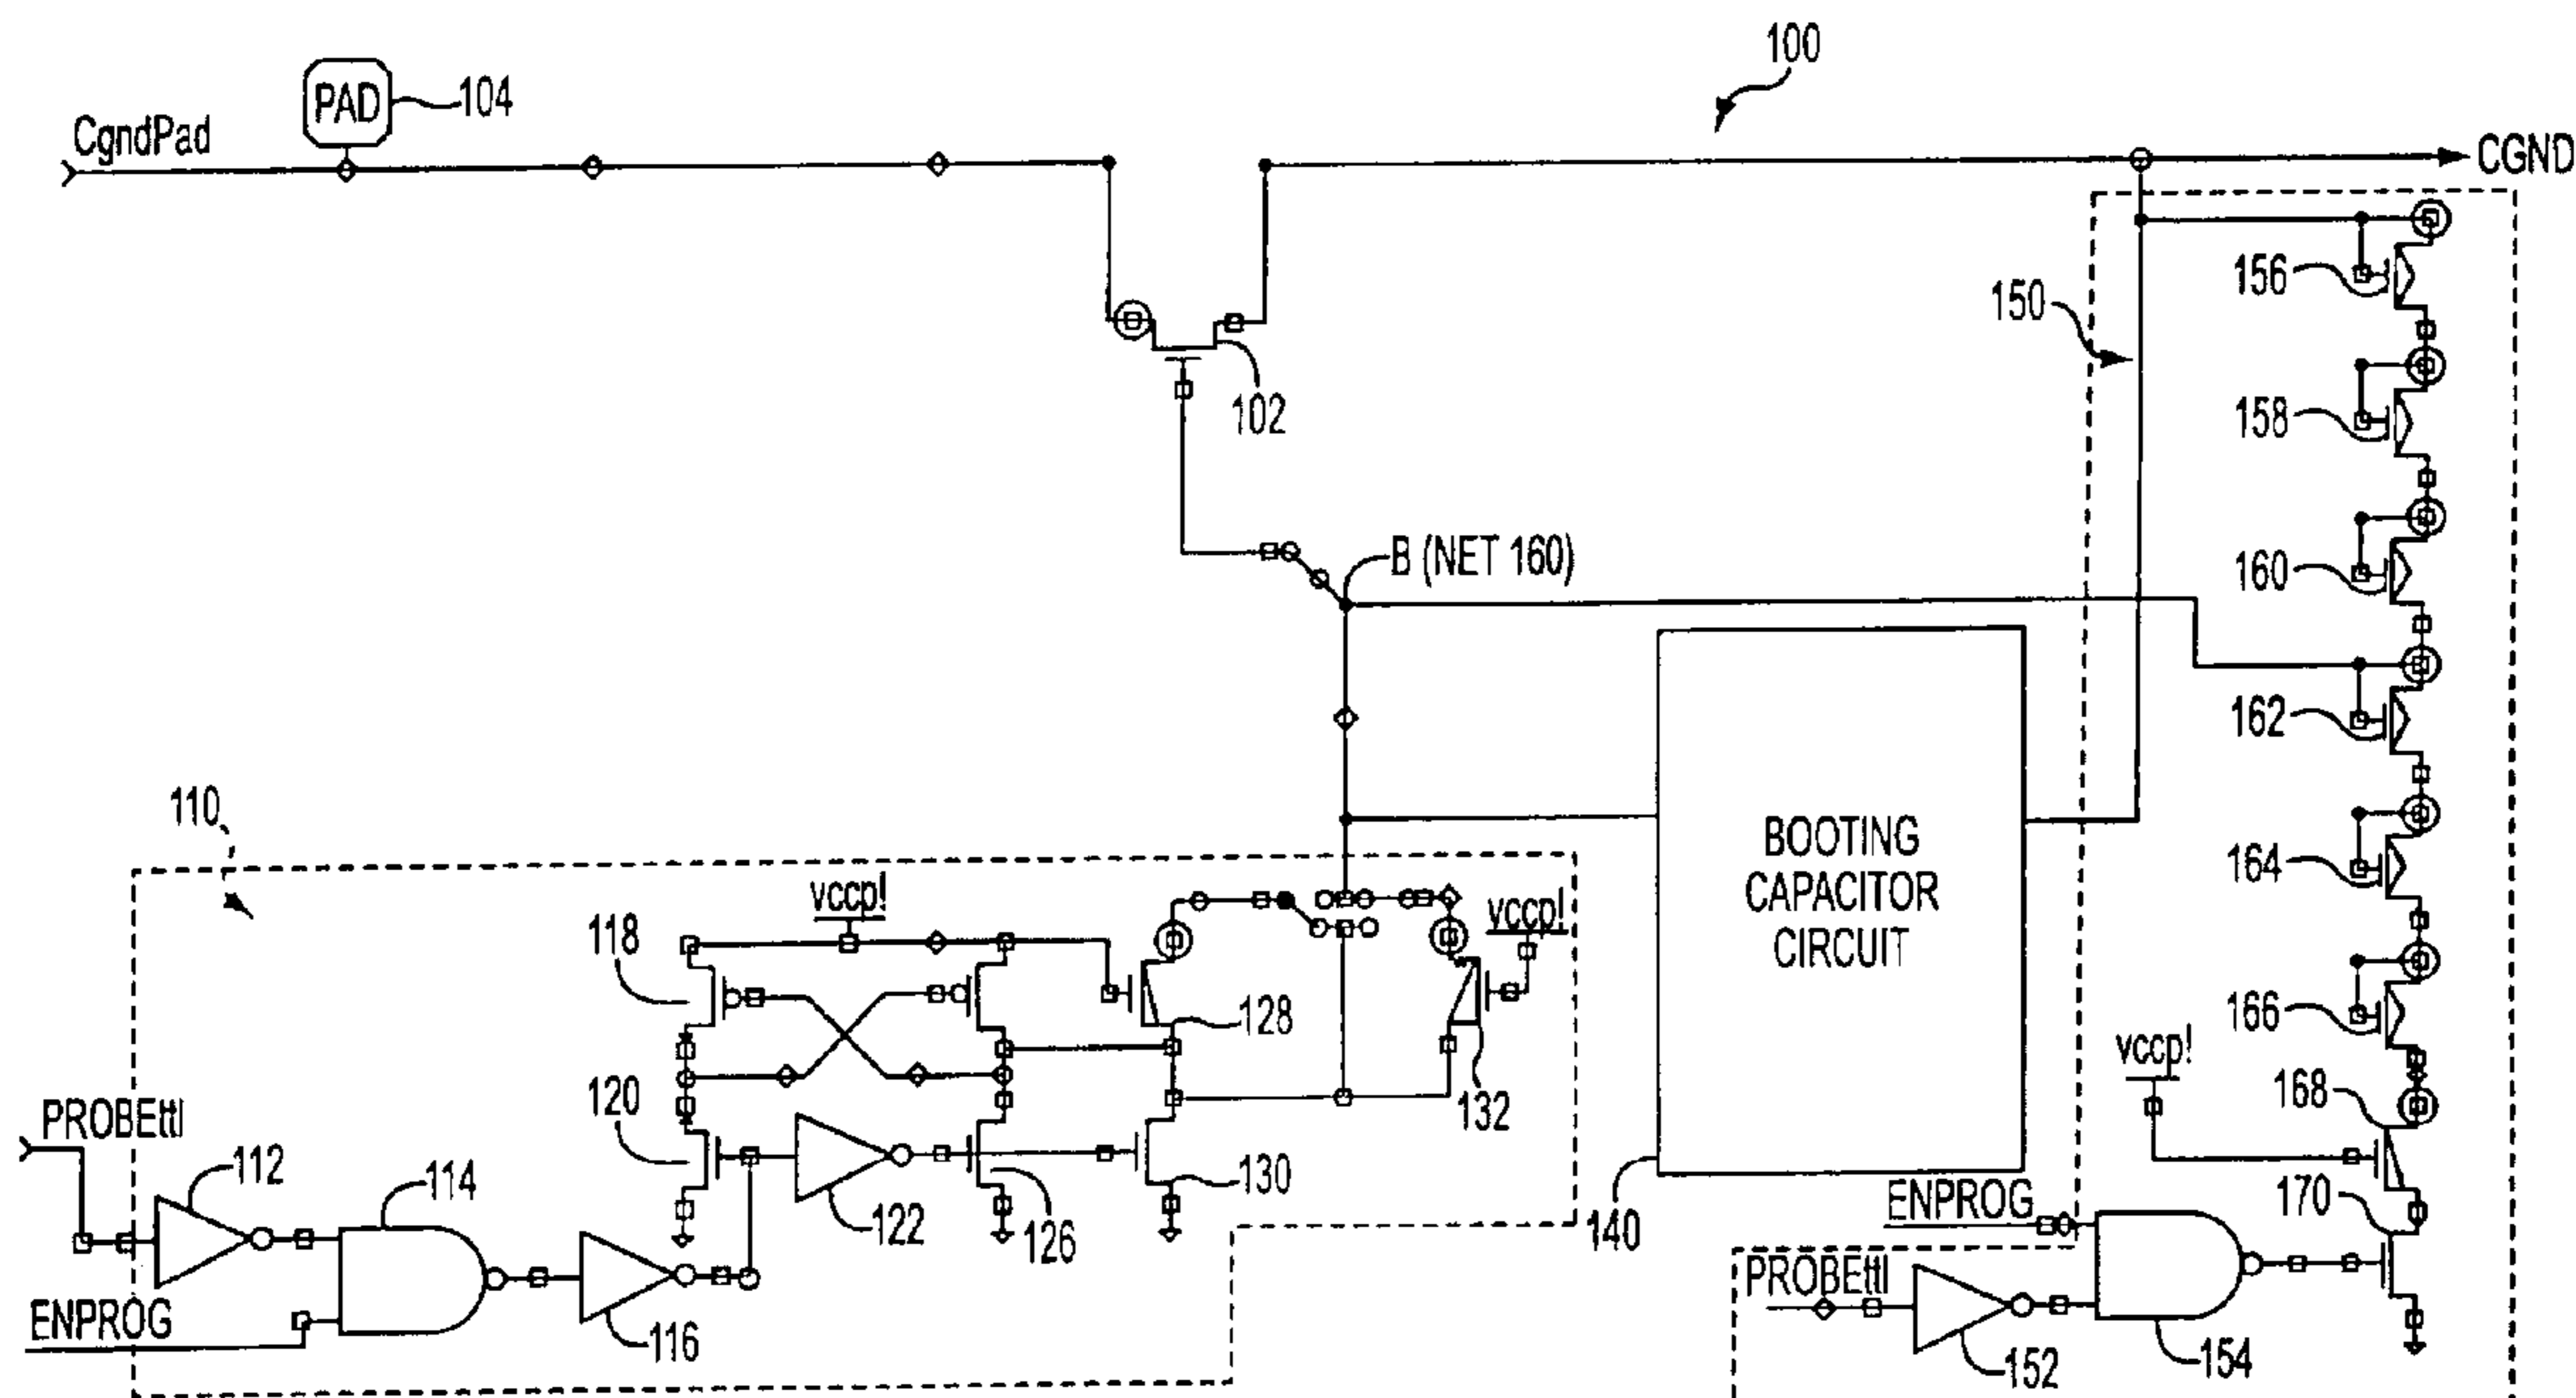 100
PAD
104
CgndPad
CGND
156
150
158
102
B (NET 160)
160
162
110
BOOTING
CAPACITOR
CIRCUIT
vccp!
vccp!
118
164
128
166
vccp!
120
132
168
PROBEttl
112
114
122
126
130
140
ENPROG
170
PROBEttl
ENPROG
116
152
154